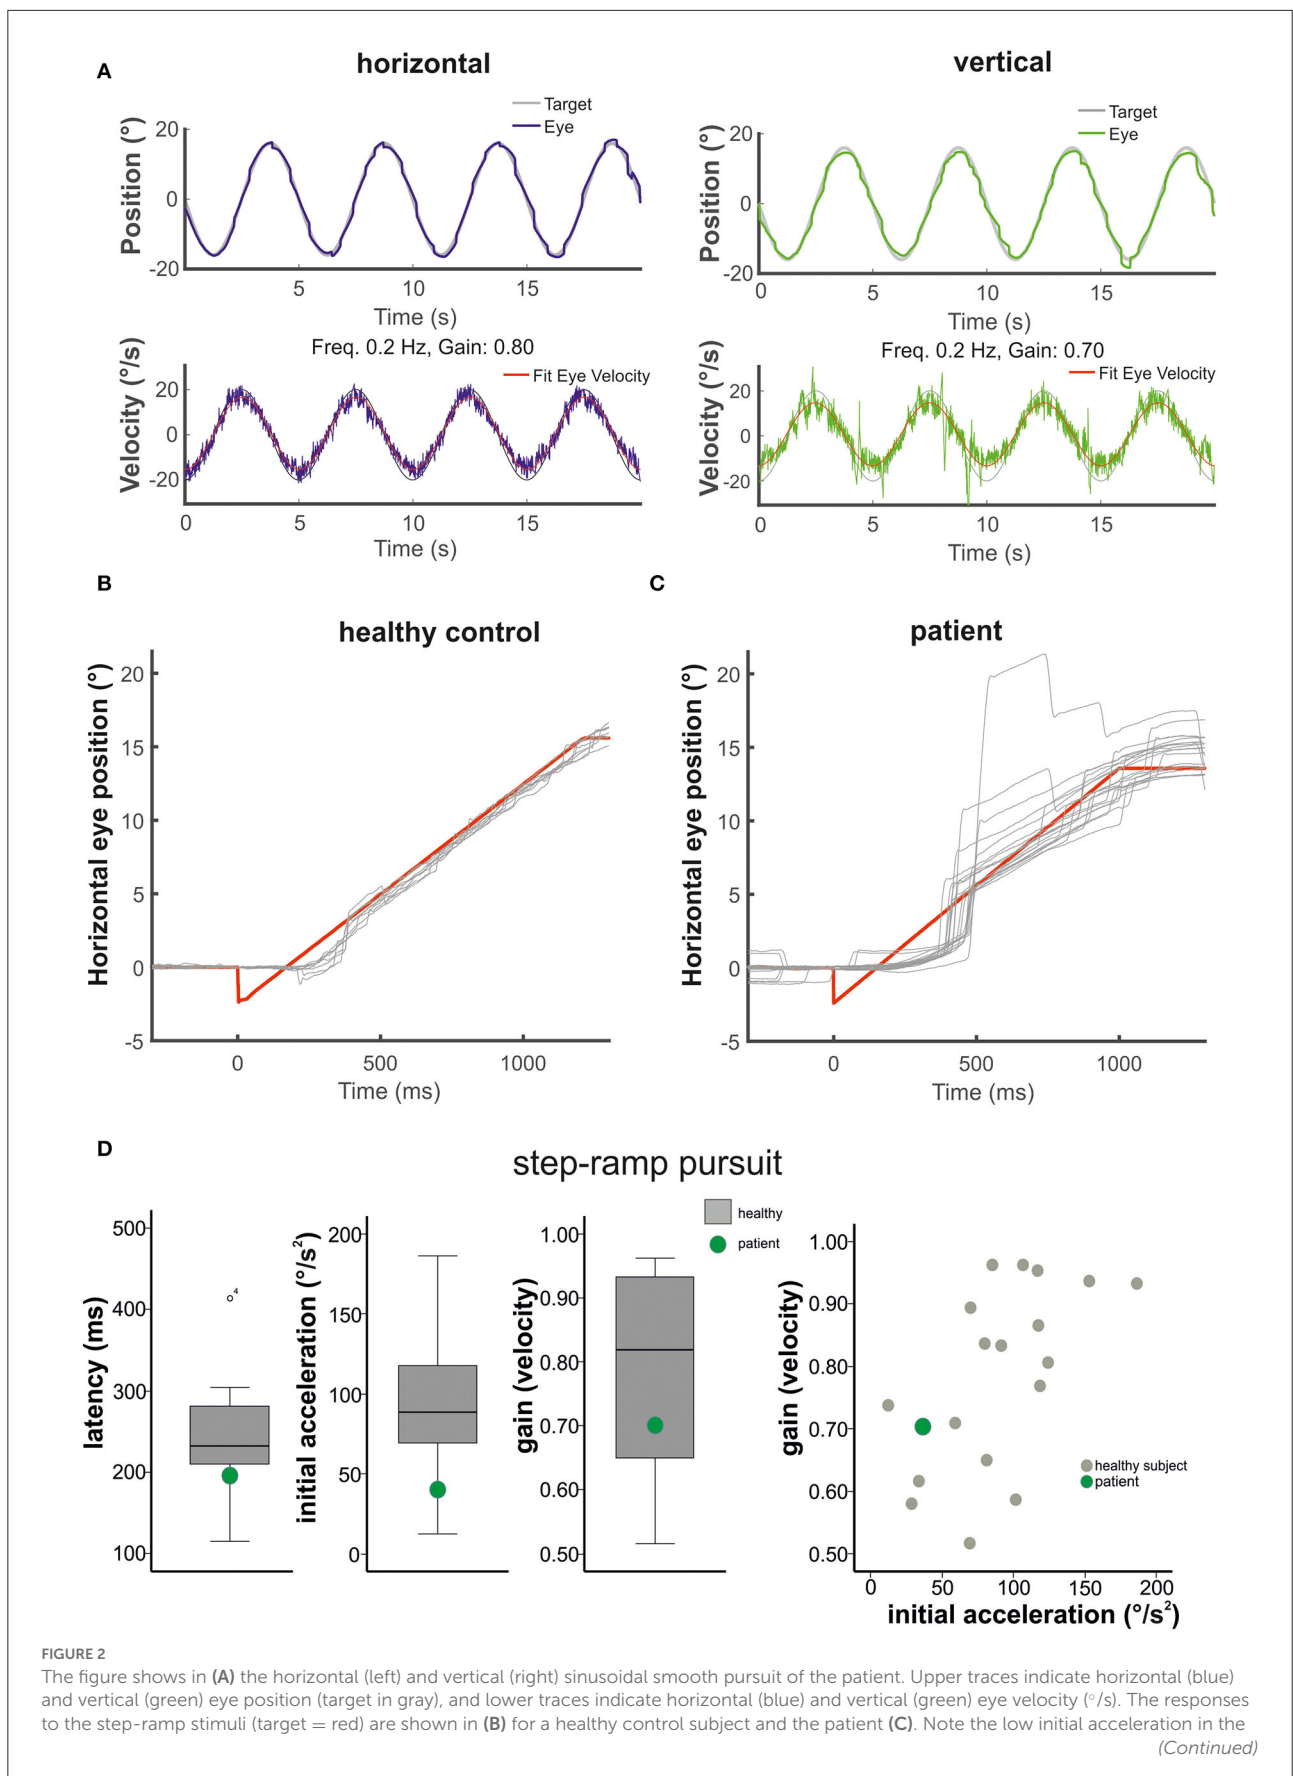 A
horizontal
vertical
Target
Eye
Target
Eye
Position (°)
20
0
-20
5
10
15
Time (s)
Position (°)
20
0
-20
0
5
10
15
Time (s)
Freq. 0.2 Hz, Gain: 0.80
Fit Eye Velocity
Velocity (°/s)
20
0
-20
0
5
10
15
Time (s)
Freq. 0.2 Hz, Gain: 0.70
Fit Eye Velocity
Velocity (°/s)
20
0
-20
0
5
10
15
Time (s)
B
healthy control
Horizontal eye position (°)
20
15
10
5
0
-5
0
500
1000
Time (ms)
C
patient
Horizontal eye position (°)
20
15
10
5
0
-5
0
500
1000
Time (ms)
D
step-ramp pursuit
healthy
patient
latency (ms)
500
400
300
200
100
4
initial acceleration (°/s²)
200
150
100
50
0
gain (velocity)
1.00
0.90
0.80
0.70
0.60
0.50
gain (velocity)
1.00
0.90
0.80
0.70
0.60
0.50
healthy subject
patient
0
50
100
150
200
initial acceleration (°/s²)
FIGURE 2
The figure shows in (A) the horizontal (left) and vertical (right) sinusoidal smooth pursuit of the patient. Upper traces indicate horizontal (blue)
and vertical (green) eye position (target in gray), and lower traces indicate horizontal (blue) and vertical (green) eye velocity (°/s). The responses
to the step-ramp stimuli (target = red) are shown in (B) for a healthy control subject and the patient (C). Note the low initial acceleration in the
(Continued)